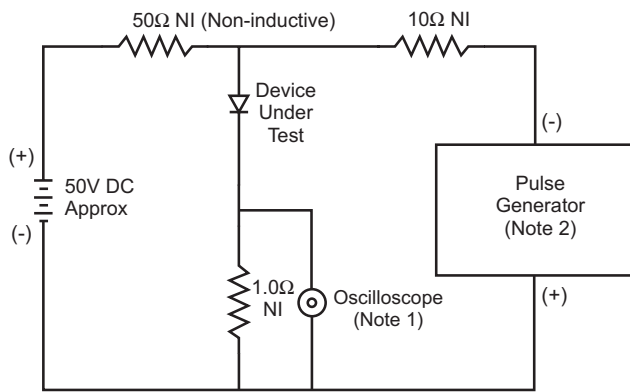 50Ω NI (Non-inductive)
10Ω NI
Device
Under
Test
(+)
50V DC
Approx
(-)
(-)
Pulse
Generator
(Note 2)
(+)
1.0Ω
NI
Oscilloscope
(Note 1)